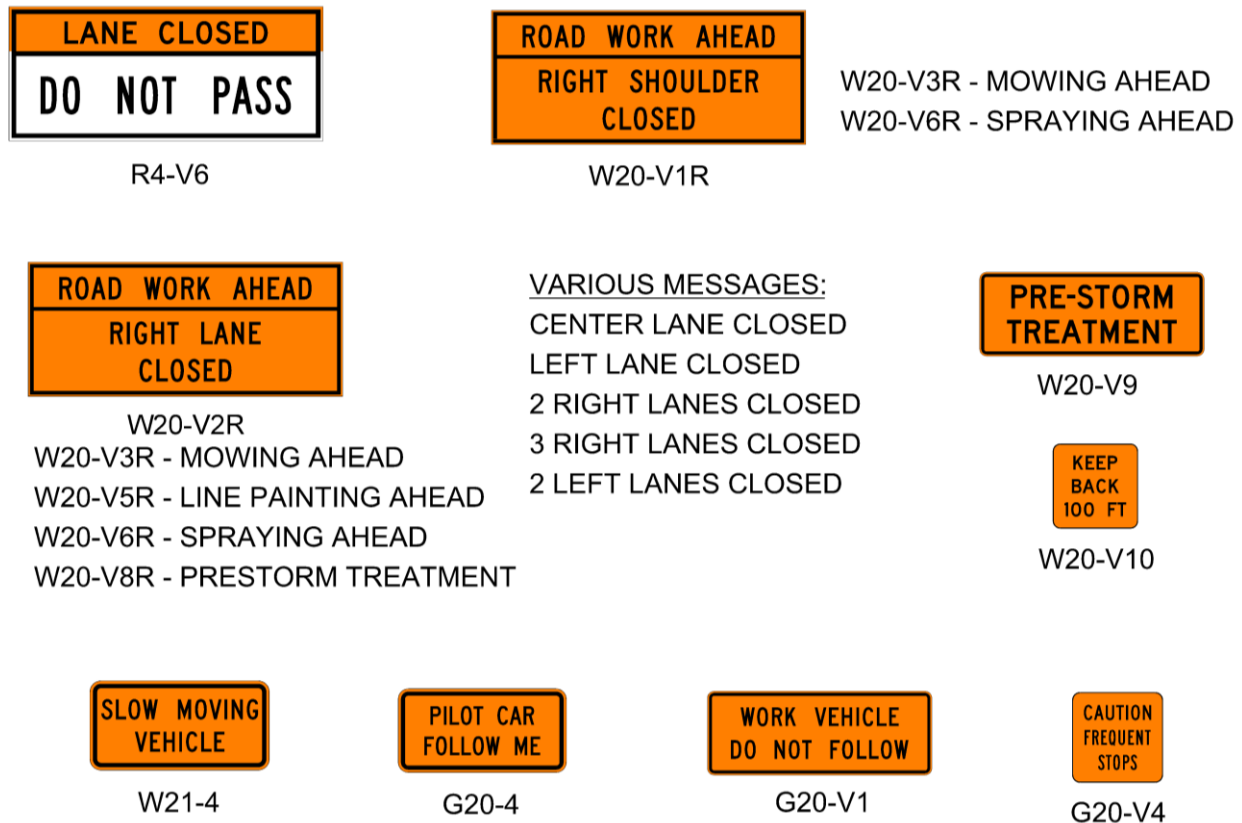 LANE CLOSED
DO NOT PASS
R4-V6
ROAD WORK AHEAD
RIGHT SHOULDER
CLOSED
W20-V1R
W20-V3R - MOWING AHEAD
W20-V6R - SPRAYING AHEAD
ROAD WORK AHEAD
RIGHT LANE
CLOSED
W20-V2R
W20-V3R - MOWING AHEAD
W20-V5R - LINE PAINTING AHEAD
W20-V6R - SPRAYING AHEAD
W20-V8R - PRESTORM TREATMENT
VARIOUS MESSAGES:
CENTER LANE CLOSED
LEFT LANE CLOSED
2 RIGHT LANES CLOSED
3 RIGHT LANES CLOSED
2 LEFT LANES CLOSED
PRE-STORM
TREATMENT
W20-V9
KEEP
BACK
100 FT
W20-V10
SLOW MOVING
VEHICLE
W21-4
PILOT CAR
FOLLOW ME
G20-4
WORK VEHICLE
DO NOT FOLLOW
G20-V1
CAUTION
FREQUENT
STOPS
G20-V4